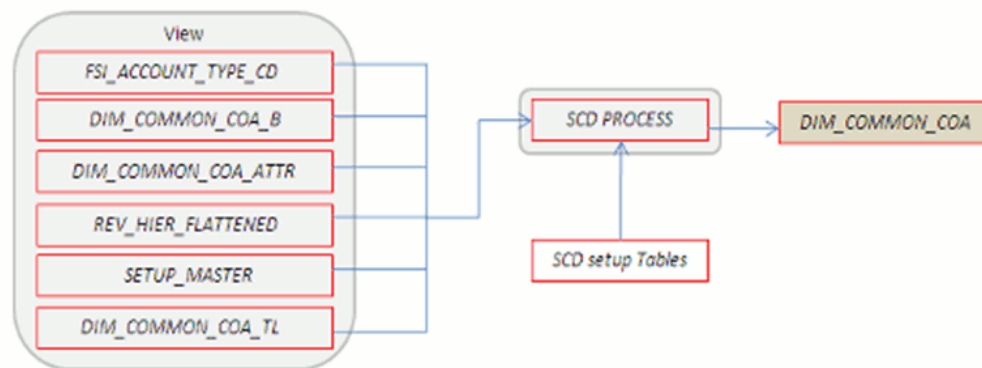 View
FSI_ACCOUNT_TYPE_CD
DIM_COMMON_COA_B
DIM_COMMON_COA_ATTR
REV_HIER_FLATTENED
SETUP_MASTER
DIM_COMMON_COA_TL
SCD PROCESS
SCD setup Tables
DIM_COMMON_COA